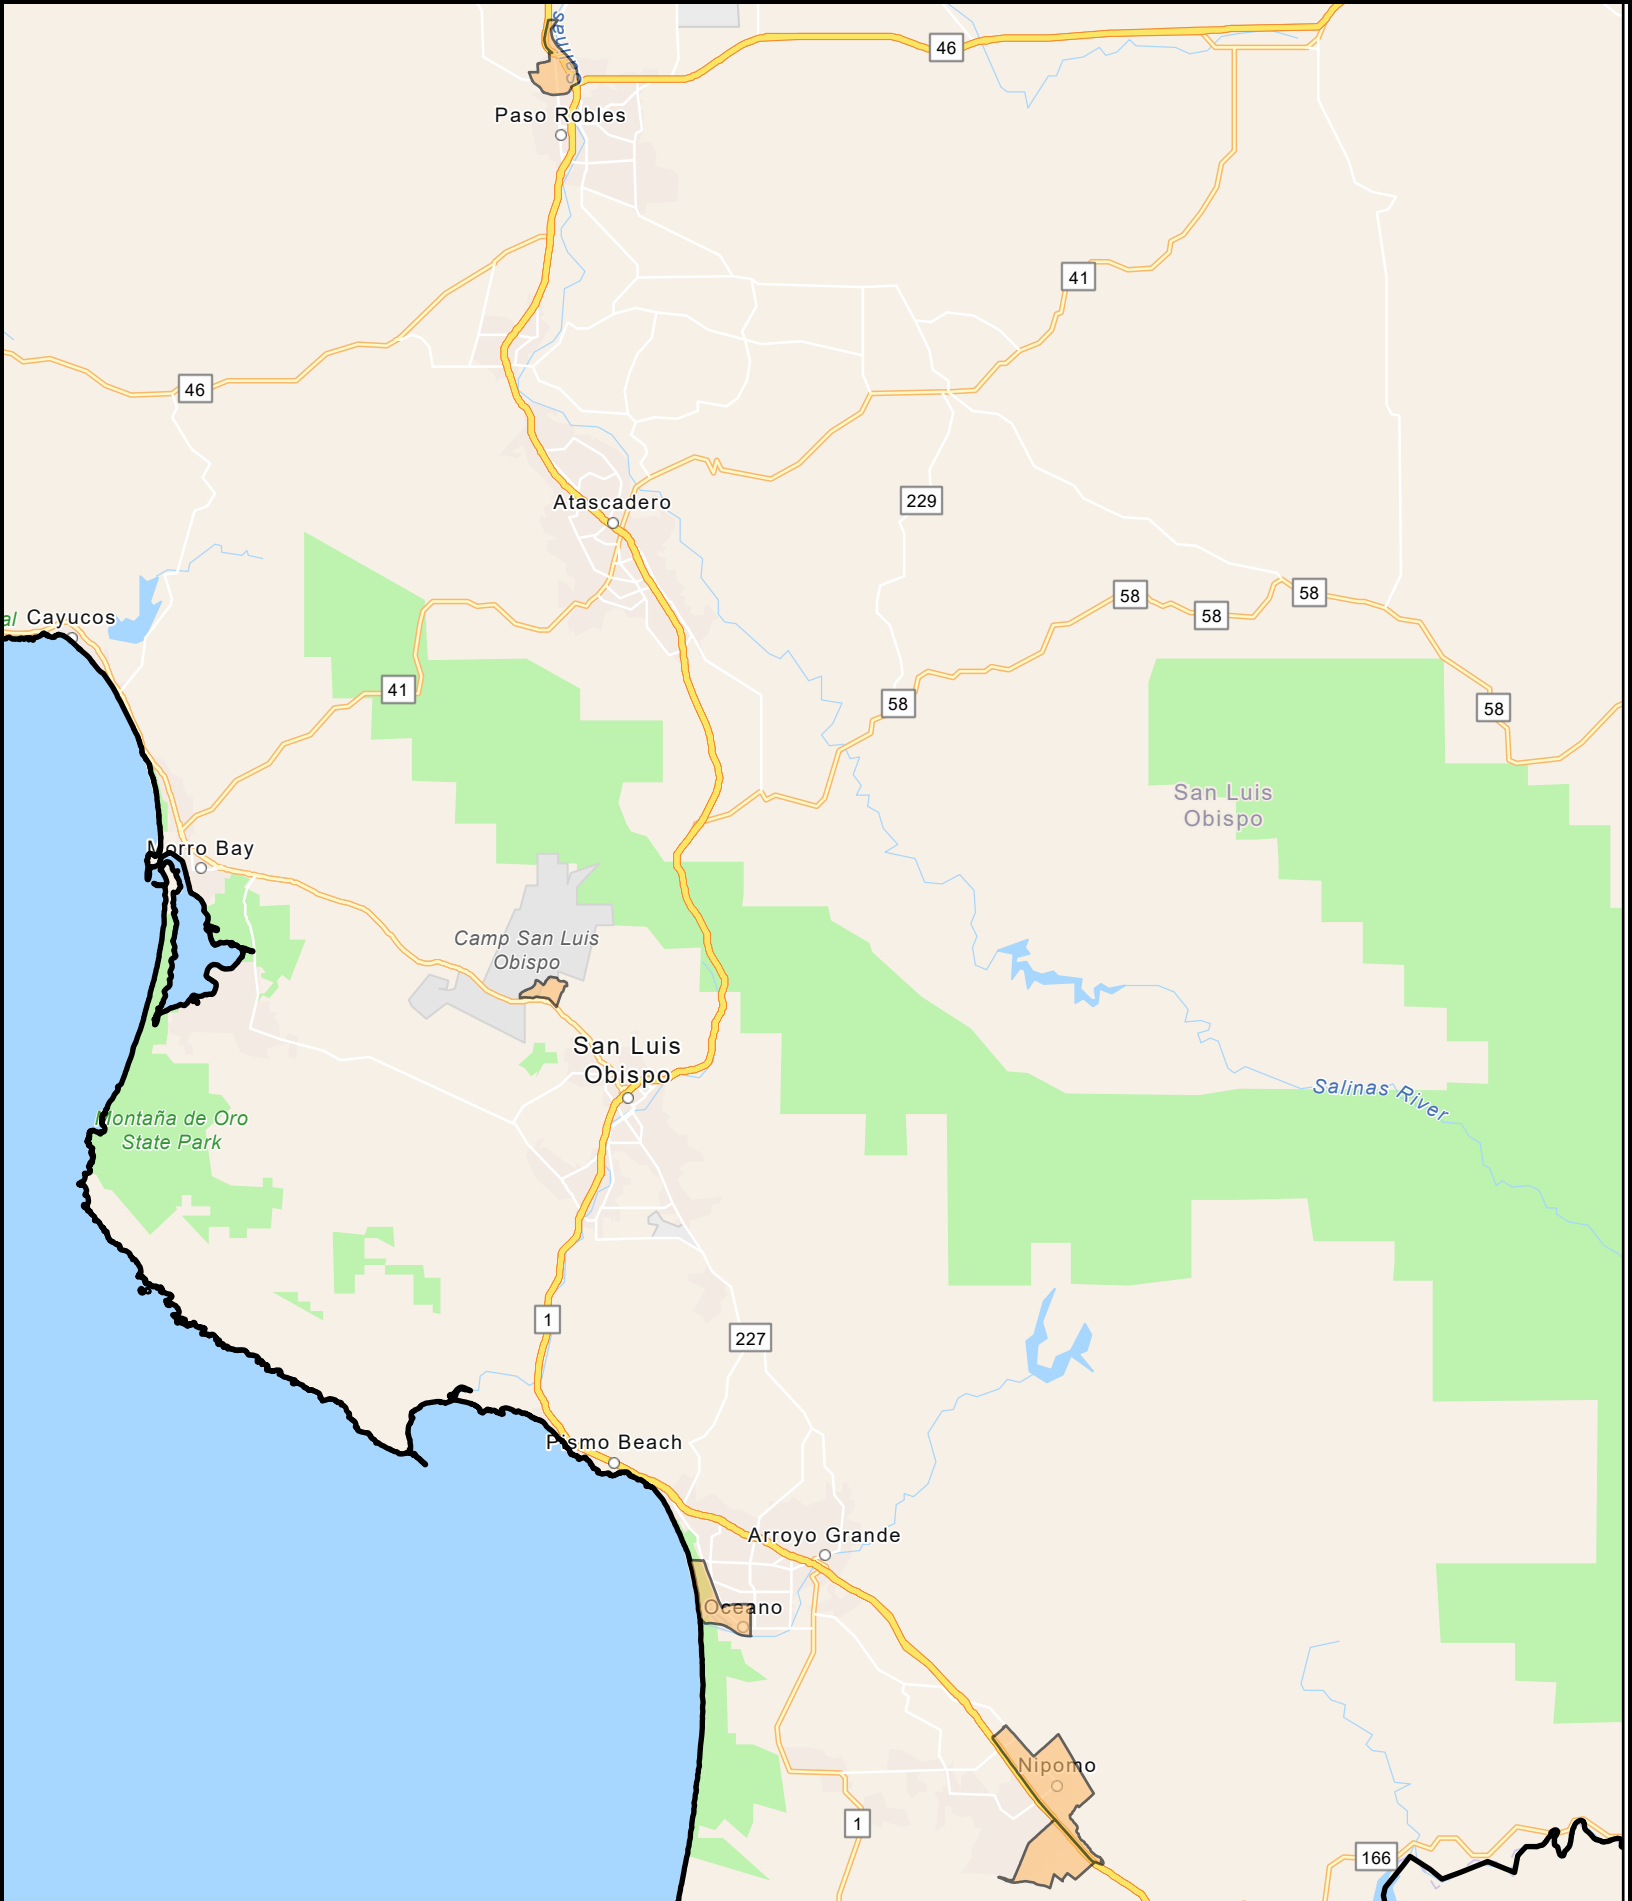 Salinas
46
Paso Robles
41
46
Atascadero
229
58
58
58
al
Cayucos
41
58
58
San Luis
Obispo
Morro Bay
Camp San Luis
Obispo
San Luis
Obispo
Salinas River
Montaña de Oro
State Park
1
227
Pismo Beach
Arroyo Grande
Oceano
Nipomo
1
166